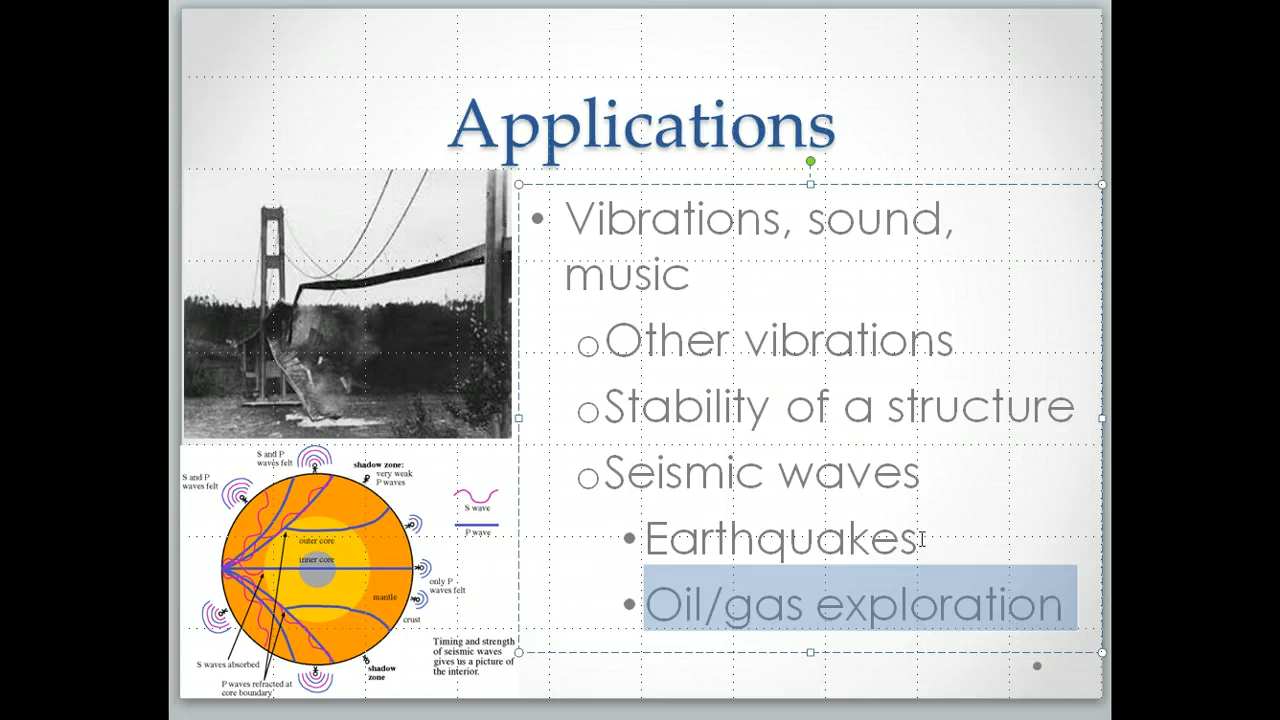 Applications
• Vibrations, sound,
music
o Other vibrations
o Stability of a structure
o Seismic waves
• Earthquakes
• Oil/gas exploration
S and P
waves felt
shadow zone:
very weak
P waves
S and P
waves felt
S wave
P wave
outer core
inner core
only P
waves felt
mantle
crust
Timing and strength
of seismic waves
gives us a picture of
the interior.
S waves absorbed
shadow
zone
P waves refracted at
core boundary